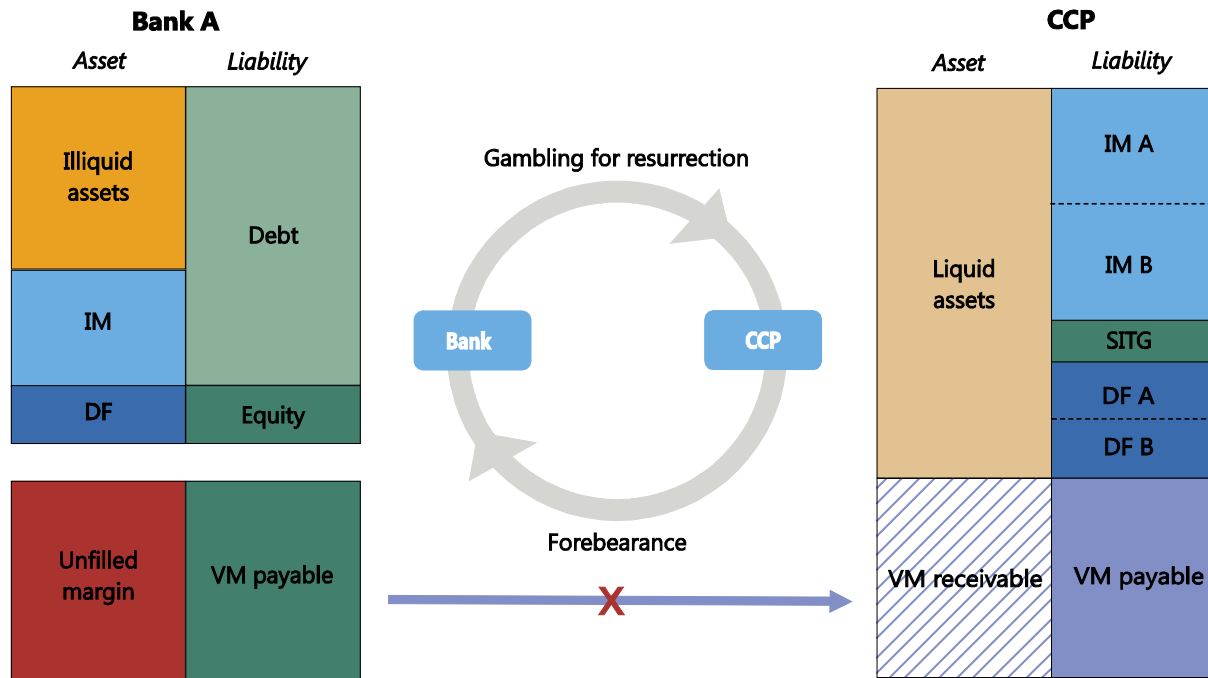 Bank A
Asset
Liability
Illiquid
assets
IM
DF
Debt
Equity
Unfilled
margin
VM payable
Gambling for resurrection
Bank
CCP
Forebearance
X
CCP
Asset
Liability
Liquid
assets
IM A
IM B
SITG
DF A
DF B
VM receivable
VM payable